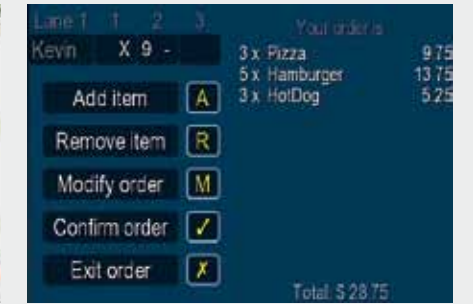 Lane 1 1 2 3
Kevin X 9 -
Add item A
Remove Item R
Modify order M
Confirm order ✓
Exit order ✗
Your order is
3 x Pizza 9.75
5 x Hamburger 13.75
3 x HotDog 5.25
Total: $ 28.75